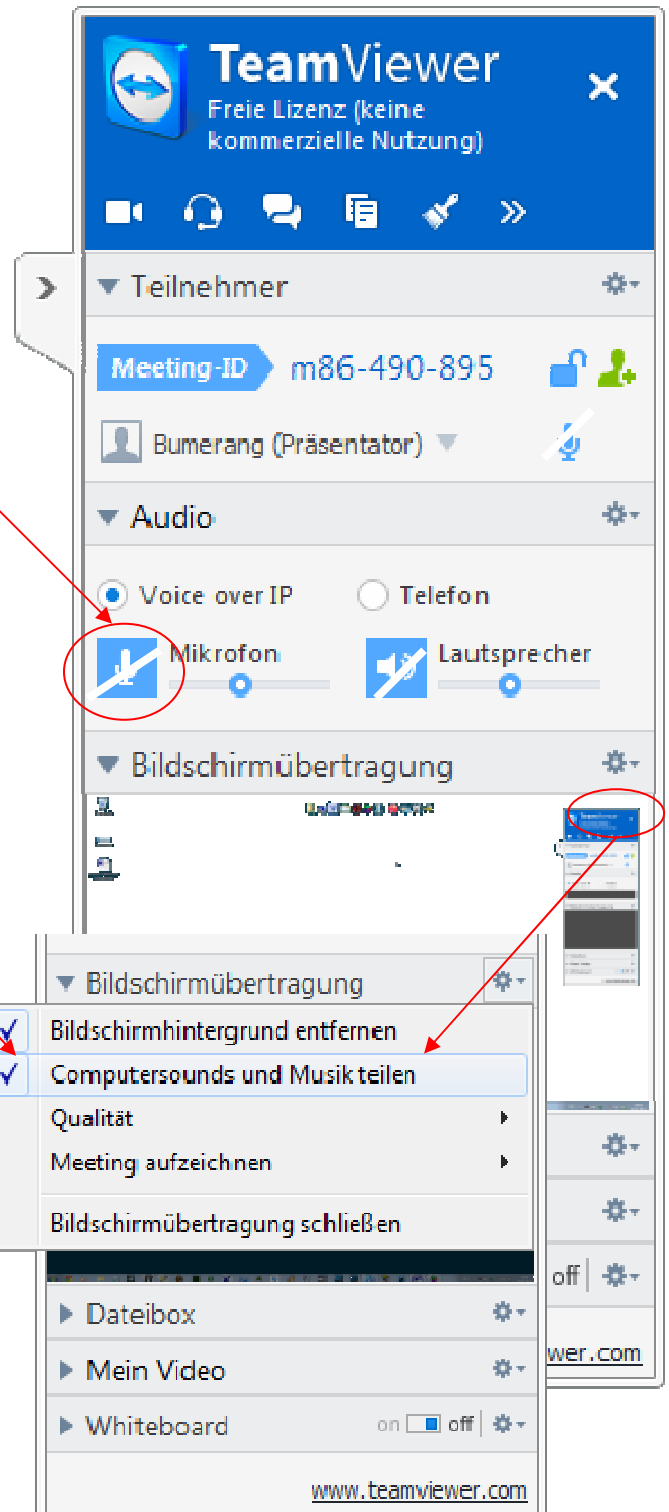 TeamViewer
Freie Lizenz (keine
kommerzielle Nutzung)
Teilnehmer
Meeting-ID m86-490-895
Bumerang (Präsentator)
Audio
Voice over IP Telefon
Mikrofon Lautsprecher
Bildschirmübertragung
TeamViewer
Bildschirmübertragung
Bildschirmhintergrund entfernen
Computersounds und Musik teilen
Qualität
Meeting aufzeichnen
Bildschirmübertragung schließen
off
Dateibox
wer.com
Mein Video
Whiteboard on off
www.teamviewer.com